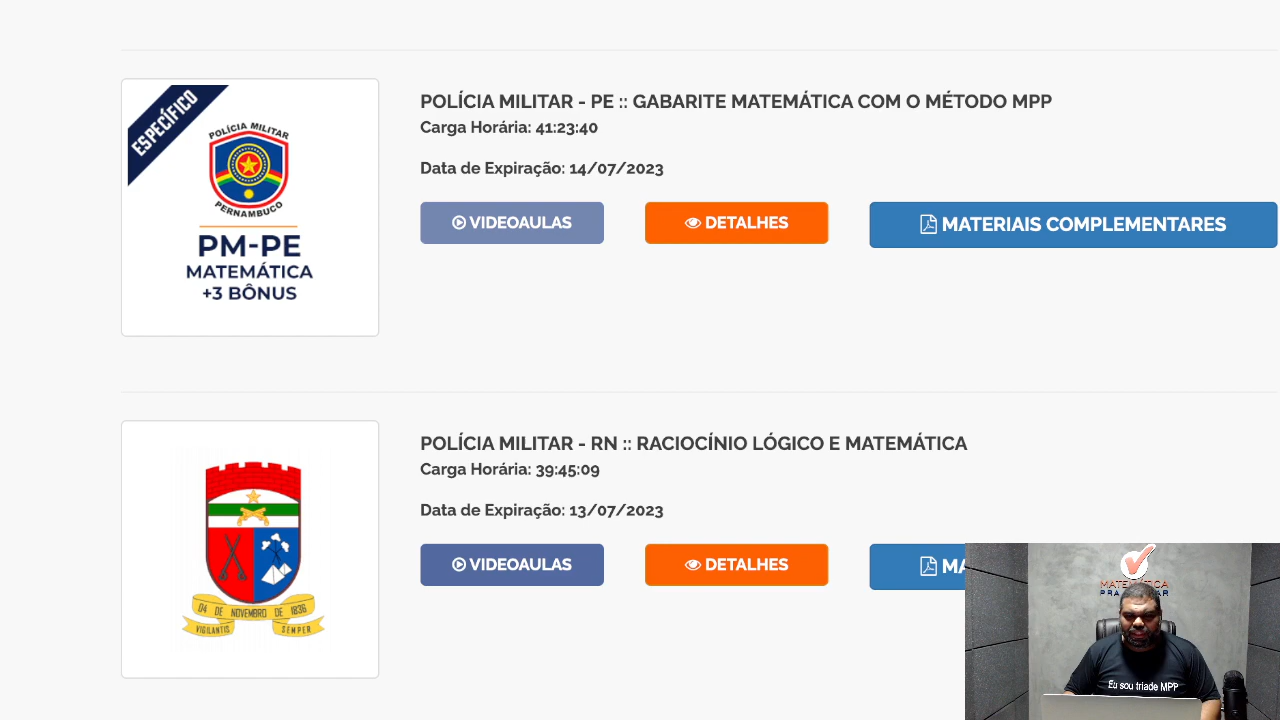 ESPECÍFICO
POLÍCIA MILITAR
PERNAMBUCO
PM-PE
MATEMÁTICA
+3 BÔNUS
POLÍCIA MILITAR - PE :: GABARITE MATEMÁTICA COM O MÉTODO MPP
Carga Horária: 41:23:40
Data de Expiração: 14/07/2023
VIDEOAULAS
DETALHES
MATERIAIS COMPLEMENTARES
04 DE NOVEMBRO DE 1836
VIGILANTIS SEMPER
POLÍCIA MILITAR - RN :: RACIOCÍNIO LÓGICO E MATEMÁTICA
Carga Horária: 39:45:09
Data de Expiração: 13/07/2023
VIDEOAULAS
DETALHES
MA
MATEMÁTICA
Eu sou tríade MPP